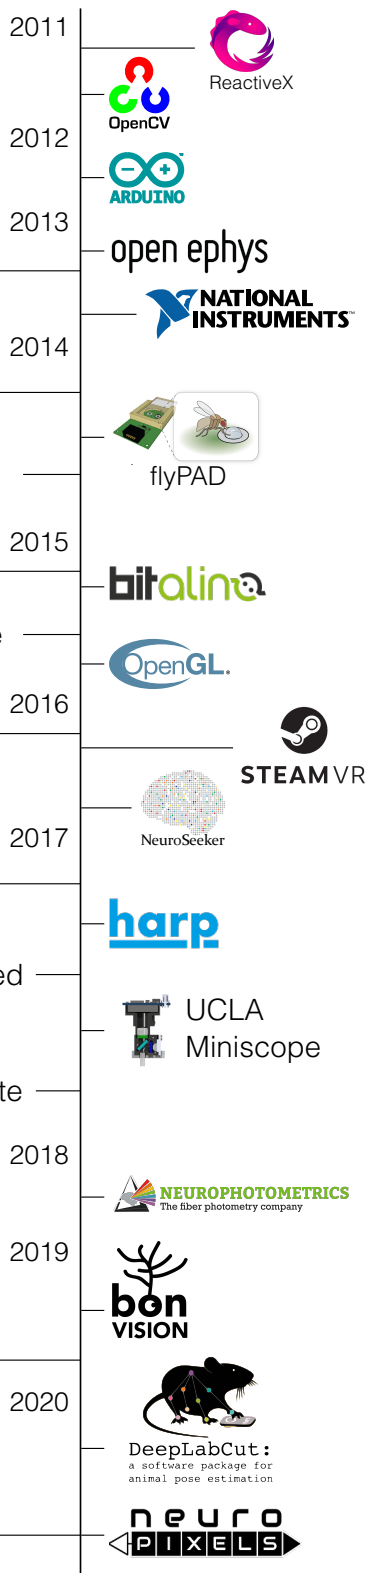 2011
ReactiveX
OpenCV
2012
ARDUINO
2013
open ephys
NATIONAL
INSTRUMENTS
2014
flyPAD
2015
bitalino
e
OpenGL®
2016
STEAMVR
NeuroSeeker
2017
harp
ed
UCLA
Miniscope
te
2018
NEUROPHOTOMETRICS
The fiber photometry company
2019
bon
VISION
2020
DeepLabCut:
a software package for
animal pose estimation
neuro
PIXELS